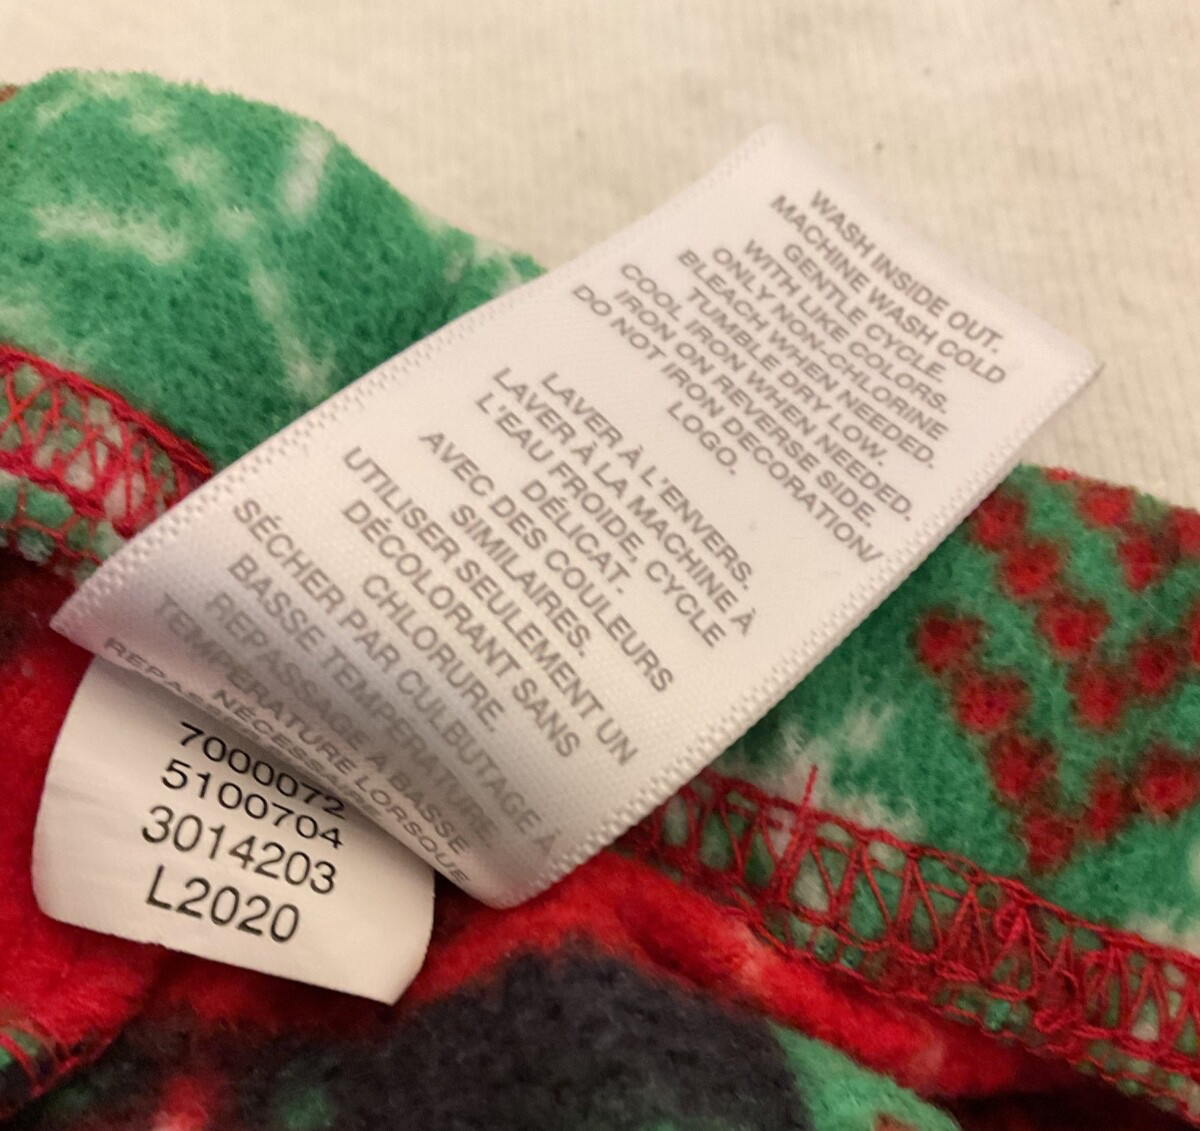 WASH INSIDE OUT.
MACHINE WASH COLD
GENTLE CYCLE.
WITH LIKE COLORS.
ONLY NON-CHLORINE
BLEACH WHEN NEEDED.
TUMBLE DRY LOW.
COOL IRON WHEN NEEDED.
IRON ON REVERSE SIDE.
DO NOT IRON DECORATION/
LOGO.
LAVER À L'ENVERS.
LAVER À LA MACHINE À
L'EAU FROIDE, CYCLE
DÉLICAT.
AVEC DES COULEURS
SIMILAIRES.
UTILISER SEULEMENT UN
DÉCOLORANT SANS
CHLORURE.
SÉCHER PAR CULBUTAGE À
BASSE TEMPÉRATURE
REPASSAGE À BASSE
TEMPÉRATURE LORSQUE
7000072
5100704
3014203
L2020